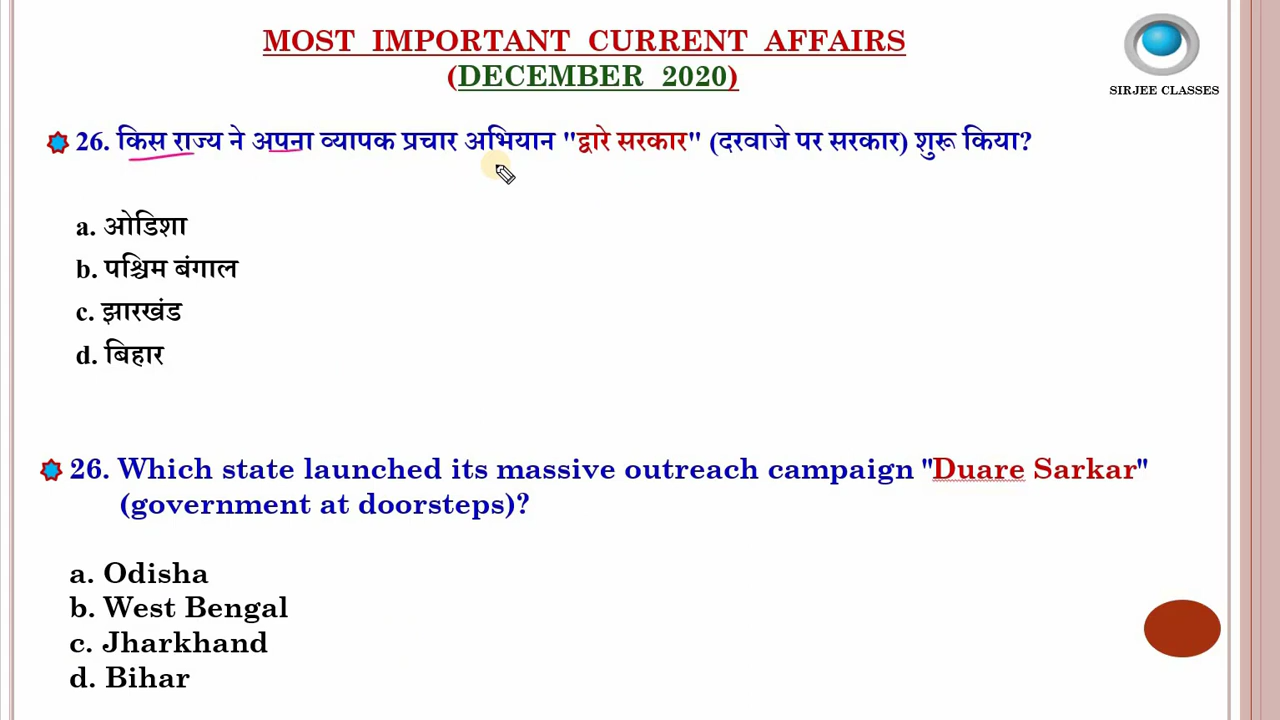 MOST IMPORTANT CURRENT AFFAIRS
(DECEMBER 2020)
SIRJEE CLASSES
26. किस राज्य ने अपना व्यापक प्रचार अभियान "द्वारे सरकार" (दरवाजे पर सरकार) शुरू किया?
a. ओडिशा
b. पश्चिम बंगाल
c. झारखंड
d. बिहार
26. Which state launched its massive outreach campaign "Duare Sarkar"
(government at doorsteps)?
a. Odisha
b. West Bengal
c. Jharkhand
d. Bihar